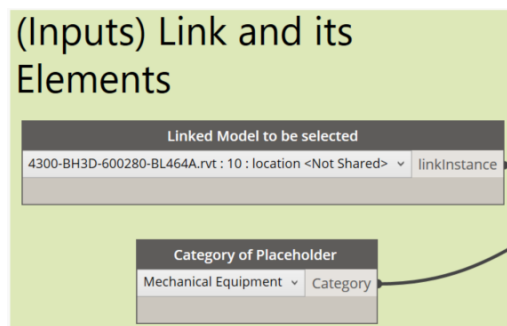 (Inputs) Link and its
Elements
Linked Model to be selected
4300-BH3D-600280-BL464A.rvt : 10 : location <Not Shared>
linkInstance
Category of Placeholder
Mechanical Equipment
Category